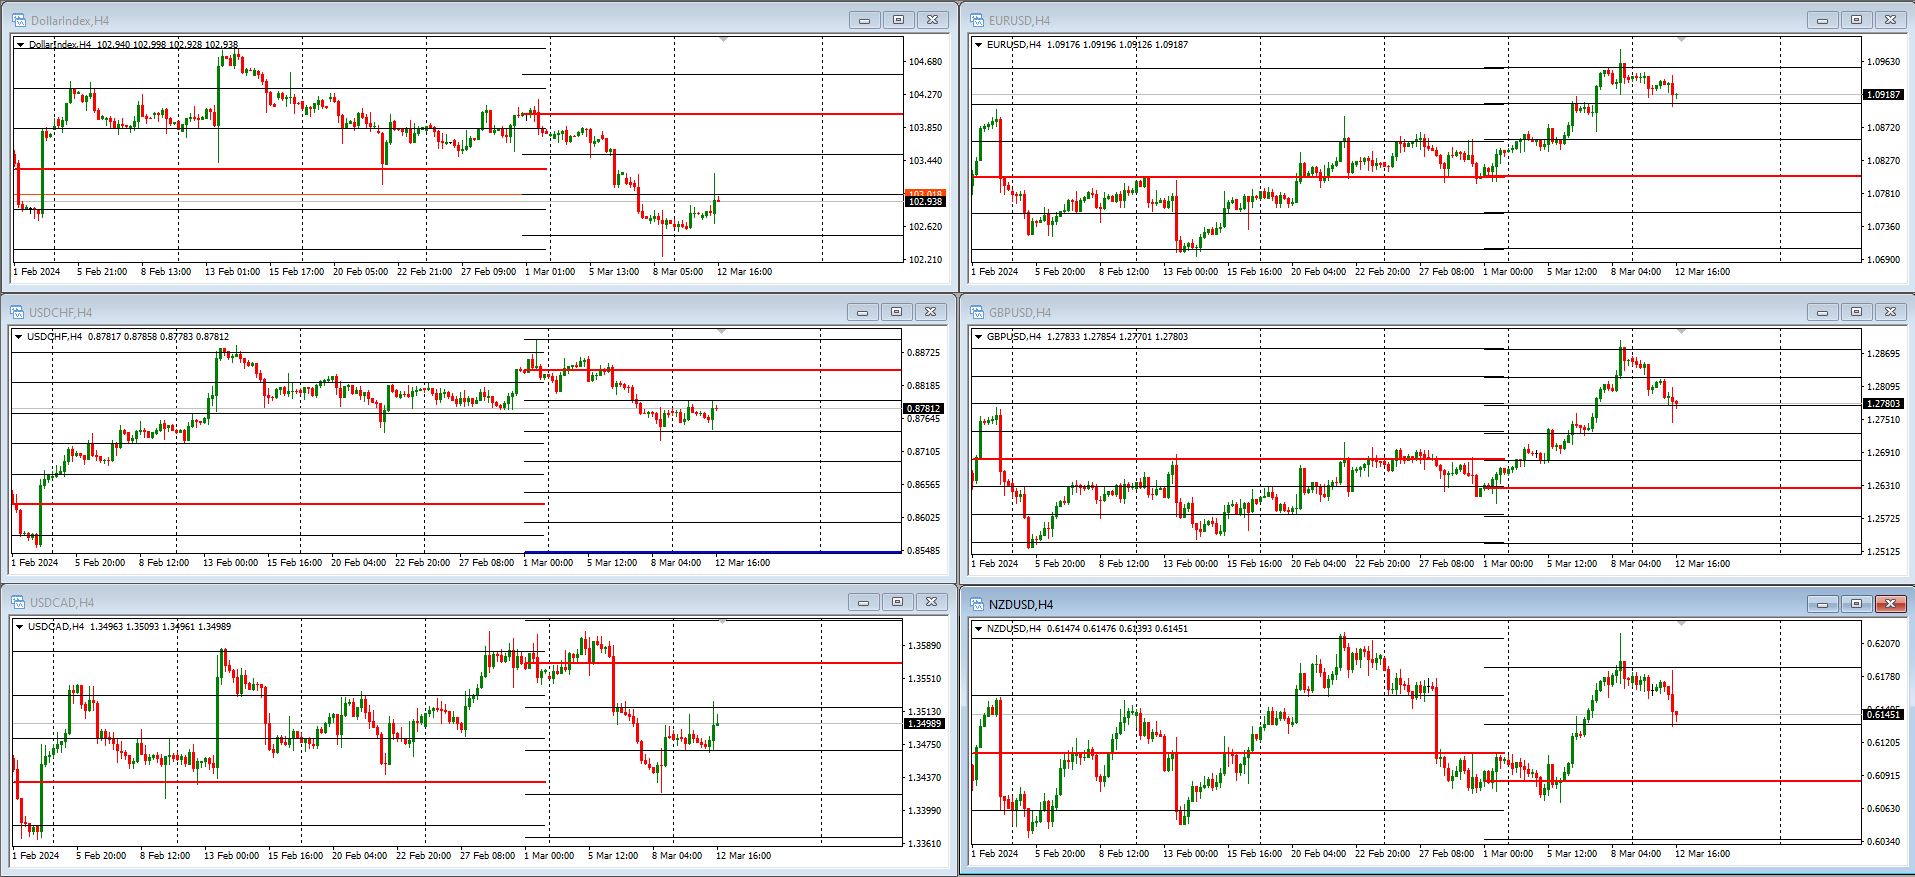 DollarIndex,H4
DollarIndex,H4 102.940 102.998 102.928 102.938
104.680
104.270
103.850
103.440
103.018
102.938
102.620
102.210
1 Feb 2024 5 Feb 21:00 8 Feb 13:00 13 Feb 01:00 15 Feb 17:00 20 Feb 05:00 22 Feb 21:00 27 Feb 09:00 1 Mar 01:00 5 Mar 13:00 8 Mar 05:00 12 Mar 16:00
EURUSD,H4
EURUSD,H4 1.09176 1.09196 1.09126 1.09187
1.09630
1.09187
1.08720
1.08270
1.07810
1.07360
1.06900
1 Feb 2024 5 Feb 20:00 8 Feb 12:00 13 Feb 00:00 15 Feb 16:00 20 Feb 04:00 22 Feb 20:00 27 Feb 08:00 1 Mar 00:00 5 Mar 12:00 8 Mar 04:00 12 Mar 16:00
USDCHF,H4
USDCHF,H4 0.87817 0.87858 0.87783 0.87812
0.88725
0.88185
0.87812
0.87645
0.87105
0.86565
0.86025
0.85485
1 Feb 2024 5 Feb 20:00 8 Feb 12:00 13 Feb 00:00 15 Feb 16:00 20 Feb 04:00 22 Feb 20:00 27 Feb 08:00 1 Mar 00:00 5 Mar 12:00 8 Mar 04:00 12 Mar 16:00
GBPUSD,H4
GBPUSD,H4 1.27833 1.27854 1.27701 1.27803
1.28695
1.28095
1.27803
1.27510
1.26910
1.26310
1.25725
1.25125
1 Feb 2024 5 Feb 20:00 8 Feb 12:00 13 Feb 00:00 15 Feb 16:00 20 Feb 04:00 22 Feb 20:00 27 Feb 08:00 1 Mar 00:00 5 Mar 12:00 8 Mar 04:00 12 Mar 16:00
USDCAD,H4
USDCAD,H4 1.34963 1.35093 1.34961 1.34989
1.35890
1.35510
1.35130
1.34989
1.34750
1.34370
1.33990
1.33610
1 Feb 2024 5 Feb 20:00 8 Feb 12:00 13 Feb 00:00 15 Feb 16:00 20 Feb 04:00 22 Feb 20:00 27 Feb 08:00 1 Mar 00:00 5 Mar 12:00 8 Mar 04:00 12 Mar 16:00
NZDUSD,H4
NZDUSD,H4 0.61474 0.61476 0.61393 0.61451
0.62070
0.61780
0.61451
0.61205
0.60915
0.60630
0.60340
1 Feb 2024 5 Feb 20:00 8 Feb 12:00 13 Feb 00:00 15 Feb 16:00 20 Feb 04:00 22 Feb 20:00 27 Feb 08:00 1 Mar 00:00 5 Mar 12:00 8 Mar 04:00 12 Mar 16:00